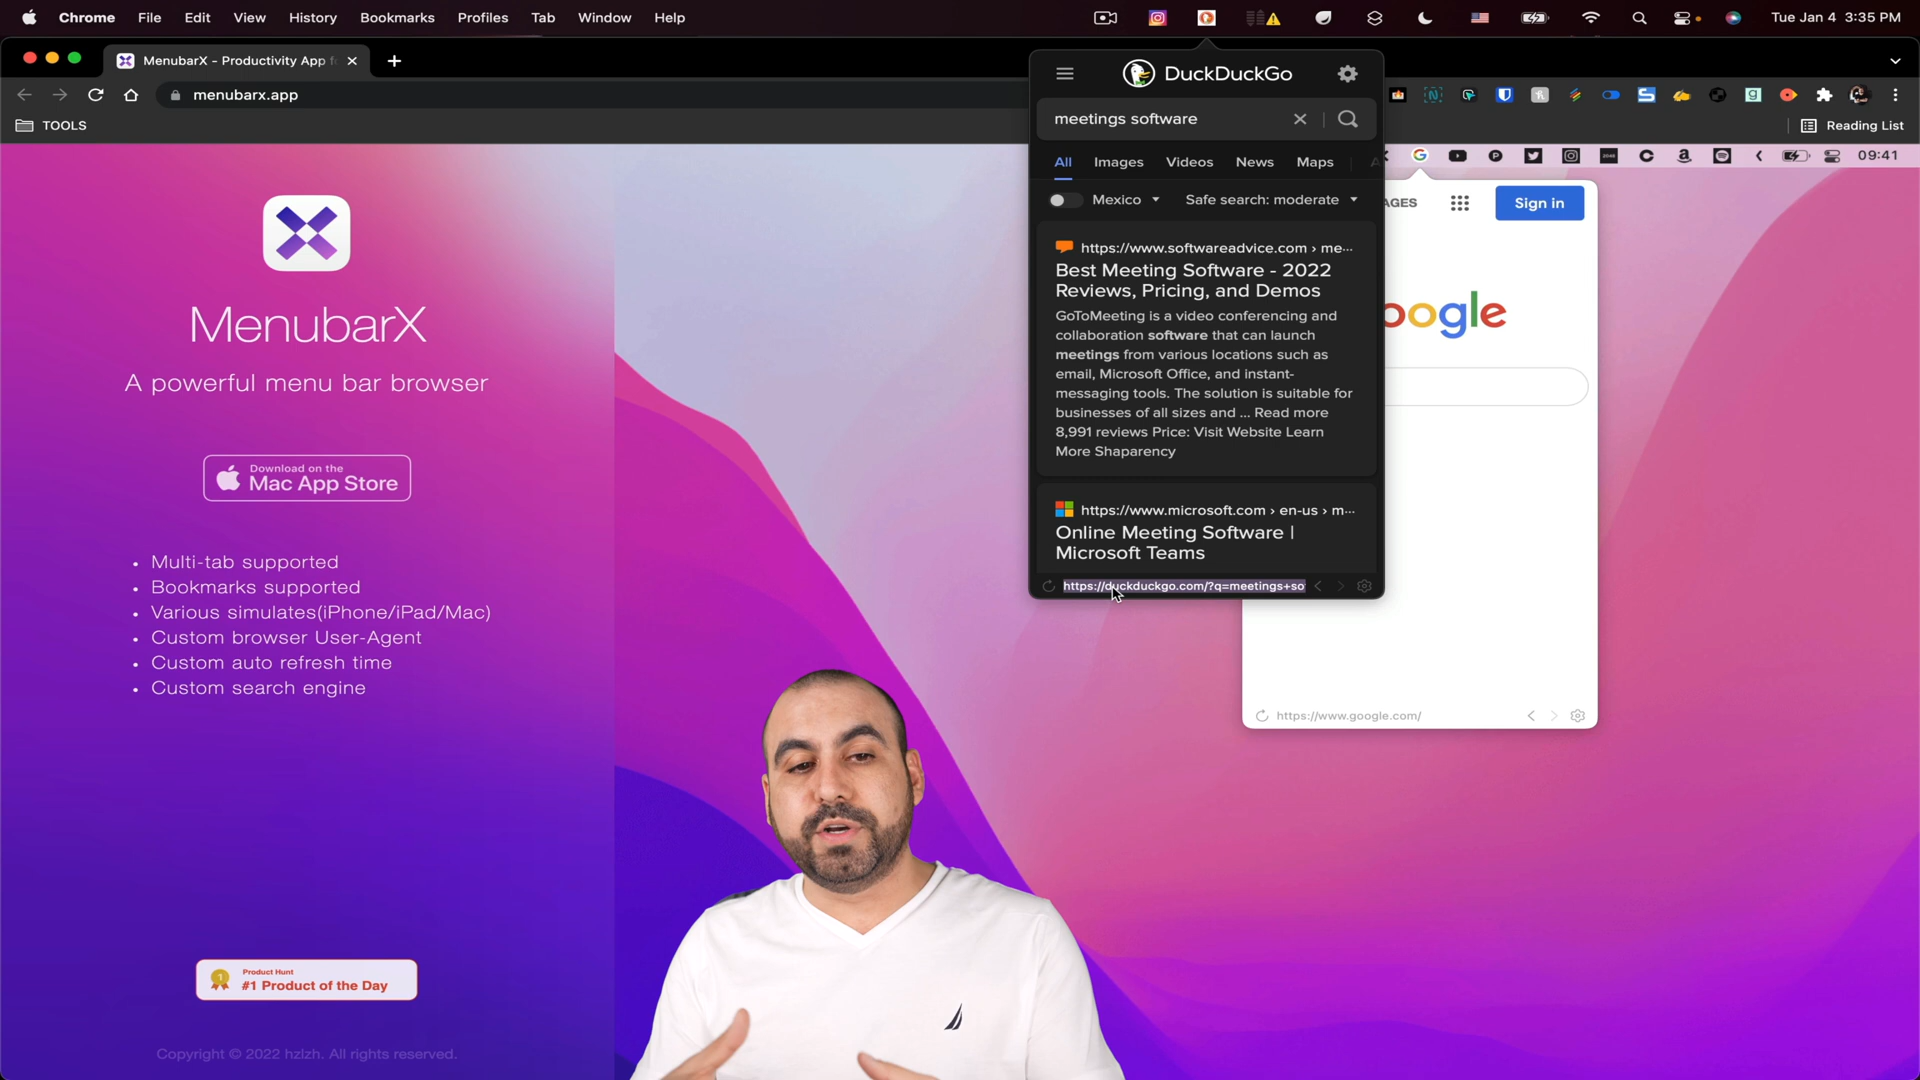 Chrome File Edit View History Bookmarks Profiles Tab Window Help
Tue Jan 4 3:35 PM
MenubarX - Productivity App f
menubarx.app
TOOLS
Reading List
MenubarX
A powerful menu bar browser
Download on the
Mac App Store
• Multi-tab supported
• Bookmarks supported
• Various simulates(iPhone/iPad/Mac)
• Custom browser User-Agent
• Custom auto refresh time
• Custom search engine
Product Hunt
#1 Product of the Day
Copyright © 2022 hzlzh. All rights reserved.
DuckDuckGo
meetings software
All Images Videos News Maps
Mexico Safe search: moderate
https://www.softwareadvice.com › me...
Best Meeting Software - 2022
Reviews, Pricing, and Demos
GoToMeeting is a video conferencing and
collaboration software that can launch
meetings from various locations such as
email, Microsoft Office, and instant-
messaging tools. The solution is suitable for
businesses of all sizes and ... Read more
8,991 reviews Price: Visit Website Learn
More Shaparency
https://www.microsoft.com › en-us › m...
Online Meeting Software |
Microsoft Teams
https://duckduckgo.com/?q=meetings+so
09:41
AGES
Sign in
oogle
https://www.google.com/